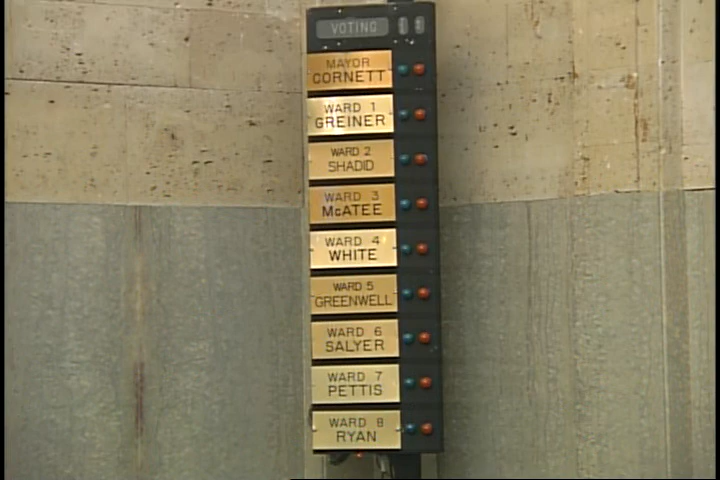 VOTING
MAYOR
CORNETT
WARD 1
GREINER
WARD 2
SHADID
WARD 3
McATEE
WARD 4
WHITE
WARD 5
GREENWELL
WARD 6
SALYER
WARD 7
PETTIS
WARD 8
RYAN